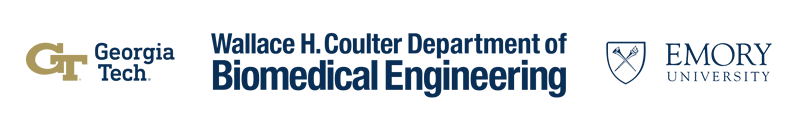 GT Georgia Tech
Wallace H. Coulter Department of
Biomedical Engineering
EMORY
UNIVERSITY